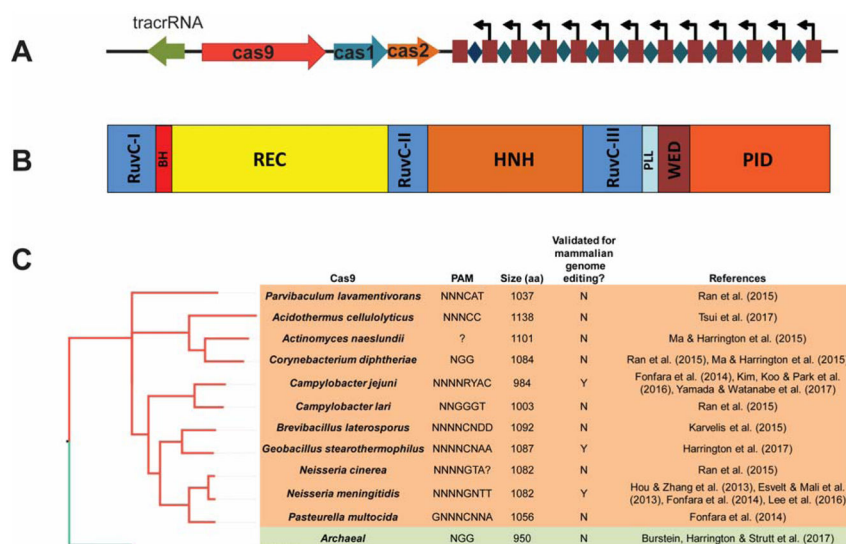 A
tracrRNA
cas9
cas1
cas2
B
RuvC-I
BH
REC
RuvC-II
HNH
RuvC-III
PLL
WED
PID
C
Cas9 PAM Size (aa) Validated for mammalian genome editing? References
Parvibaculum lavamentivorans NNNCAT 1037 N Ran et al. (2015)
Acidothermus cellulolyticus NNNCC 1138 N Tsui et al. (2017)
Actinomyces naeslundii ? 1101 N Ma & Harrington et al. (2015)
Corynebacterium diphtheriae NGG 1084 N Ran et al. (2015), Ma & Harrington et al. (2015)
Campylobacter jejuni NNNNRYAC 984 Y Fonfara et al. (2014), Kim, Koo & Park et al.
(2016), Yamada & Watanabe et al. (2017)
Campylobacter lari NNGGGT 1003 N Ran et al. (2015)
Brevibacillus laterosporus NNNNCNDD 1092 N Karvelis et al. (2015)
Geobacillus stearothermophilus NNNNCNAA 1087 Y Harrington et al. (2017)
Neisseria cinerea NNNNGTA? 1082 N Ran et al. (2015)
Neisseria meningitidis NNNNGNTT 1082 Y Hou & Zhang et al. (2013), Esvelt & Mali et al.
(2013), Fonfara et al. (2014), Lee et al. (2016)
Pasteurella multocida GNNNCNNA 1056 N Fonfara et al. (2014)
Archaeal NGG 950 N Burstein, Harrington & Strutt et al. (2017)